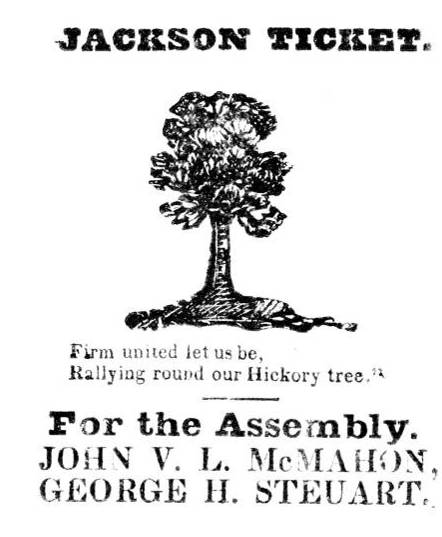 JACKSON TICKET.
Firm united let us be,
Rallying round our Hickory tree."
For the Assembly.
JOHN V. L. McMAHON,
GEORGE H. STEUART.